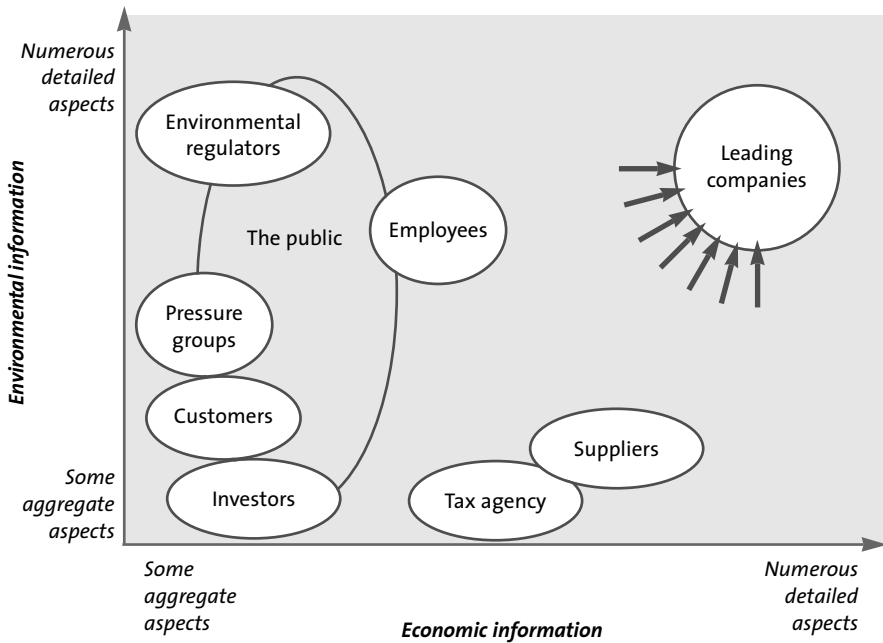 Numerous
detailed
aspects
Environmental
regulators
Leading
companies
The public
Employees
Environmental information
Pressure
groups
Customers
Suppliers
Some
aggregate
aspects
Investors
Tax agency
Some
aggregate
aspects
Numerous
detailed
aspects
Economic information